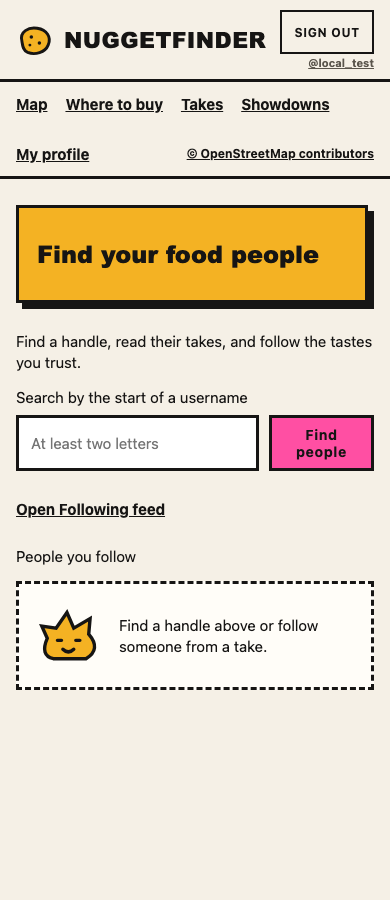 NUGGETFINDER
SIGN OUT
@local_test
Map Where to buy Takes Showdowns
My profile © OpenStreetMap contributors
Find your food people
Find a handle, read their takes, and follow the tastes
you trust.
Search by the start of a username
At least two letters
Find
people
Open Following feed
People you follow
Find a handle above or follow
someone from a take.